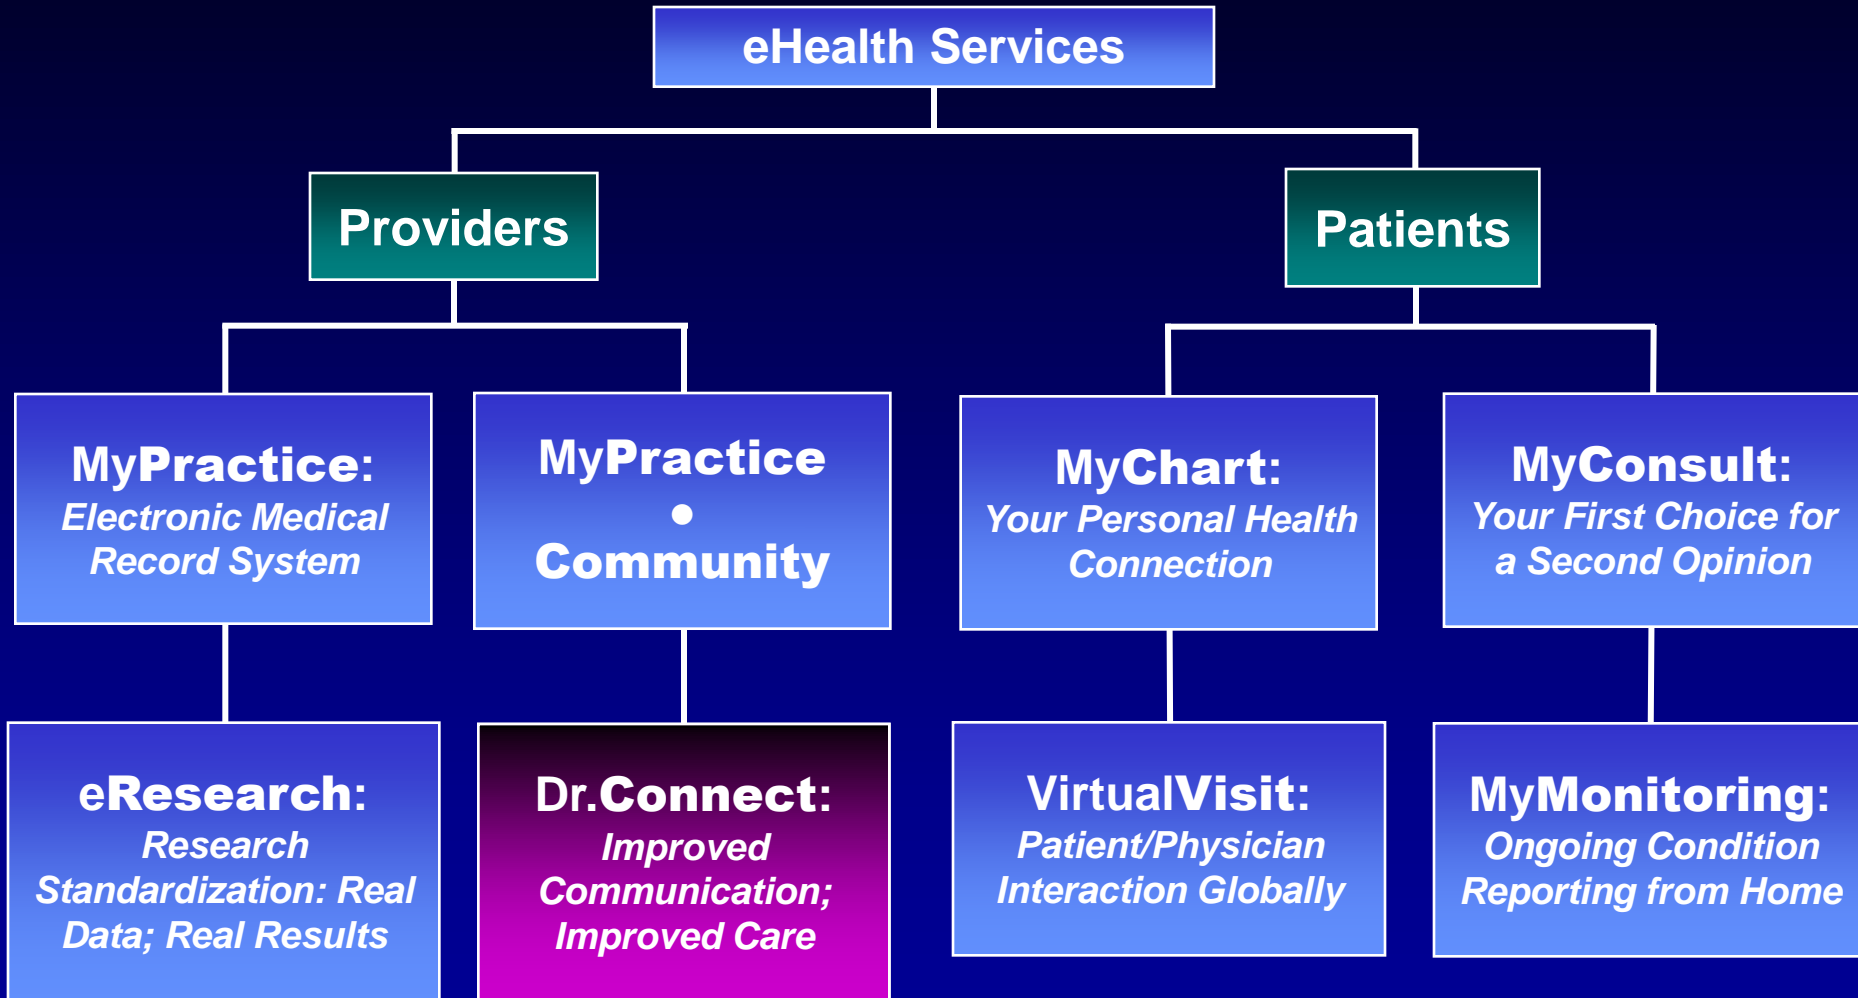 eHealth Services
Providers
Patients
MyPractice:
Electronic Medical
Record System
MyPractice
•
Community
MyChart:
Your Personal Health
Connection
MyConsult:
Your First Choice for
a Second Opinion
eResearch:
Research
Standardization: Real
Data; Real Results
Dr.Connect:
Improved
Communication;
Improved Care
VirtualVisit:
Patient/Physician
Interaction Globally
MyMonitoring:
Ongoing Condition
Reporting from Home